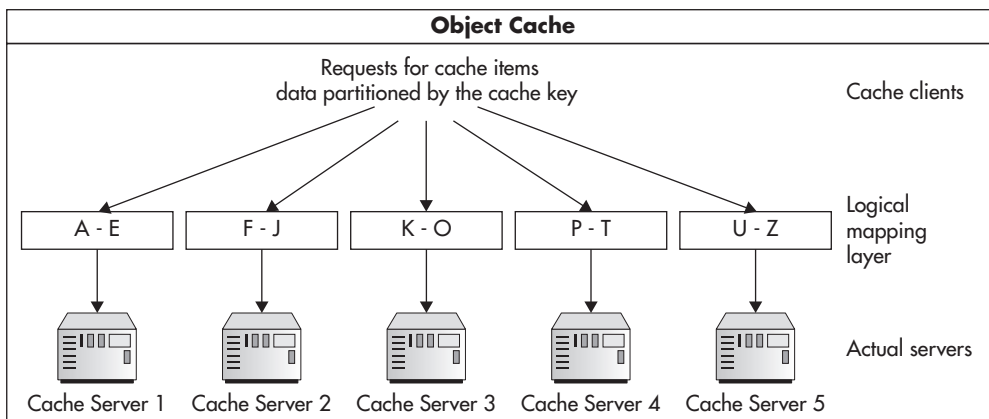 Object Cache
Requests for cache items
data partitioned by the cache key
Cache clients
A - E
F - J
K - O
P - T
U - Z
Logical
mapping
layer
Actual servers
Cache Server 1
Cache Server 2
Cache Server 3
Cache Server 4
Cache Server 5